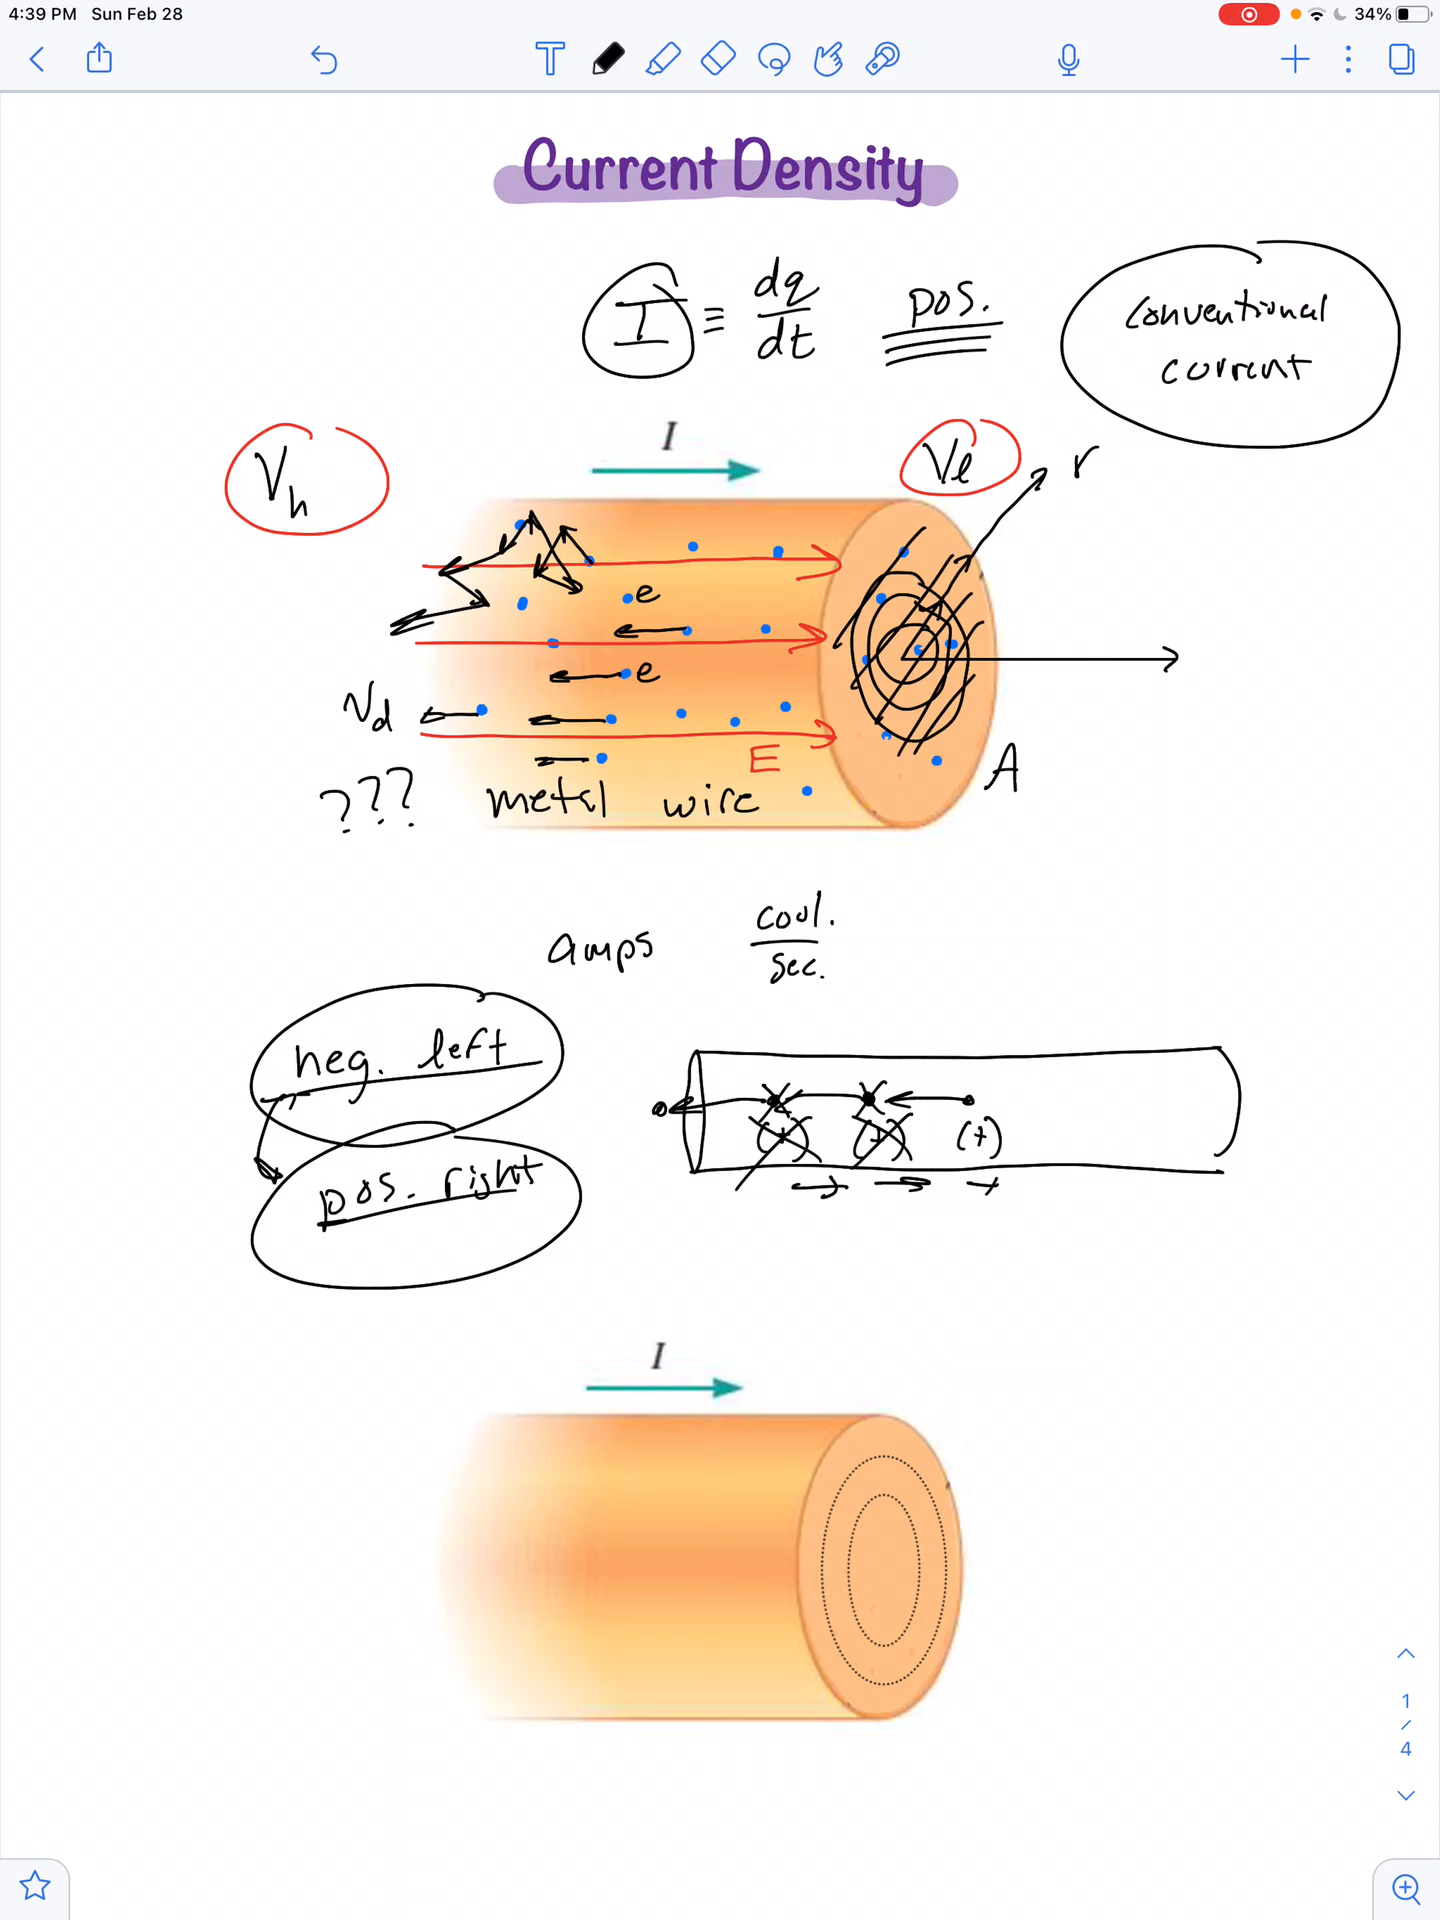 4:39 PM Sun Feb 28
34%
Current Density
I ≡ dq/dt pos.
conventional
current
I
Vh
Vl
r
e
e
Vd
E
A
???
metal wire
amps
coul.
sec.
neg. left
(+) (+) (+)
pos. right
I
1
/
4